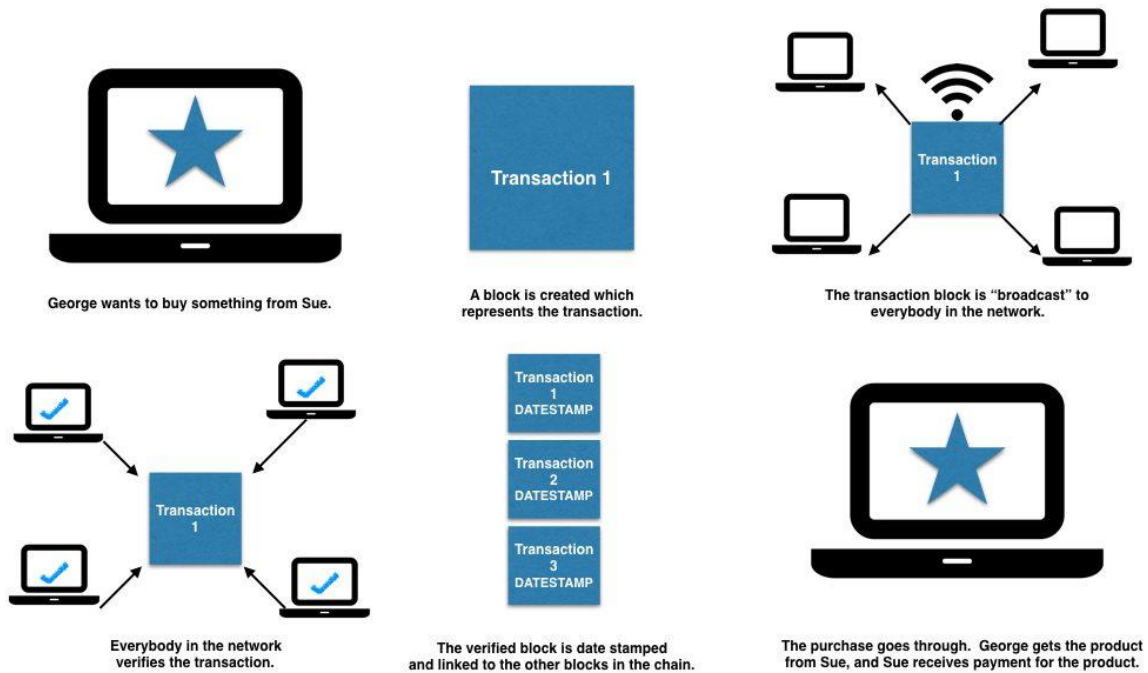 Transaction 1
Transaction
1
George wants to buy something from Sue.
A block is created which
represents the transaction.
The transaction block is “broadcast” to
everybody in the network.
Transaction
1
Transaction
1
DATESTAMP
Transaction
2
DATESTAMP
Transaction
3
DATESTAMP
Everybody in the network
verifies the transaction.
The verified block is date stamped
and linked to the other blocks in the chain.
The purchase goes through.  George gets the product
from Sue, and Sue receives payment for the product.